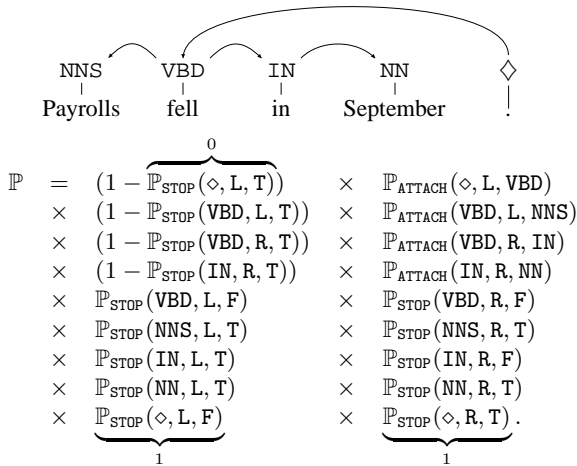 NNS VBD IN NN ◇
Payrolls fell in September .
0
ℙ = (1 − ℙSTOP(⋄, L, T)) × ℙATTACH(⋄, L, VBD)
× (1 − ℙSTOP(VBD, L, T)) × ℙATTACH(VBD, L, NNS)
× (1 − ℙSTOP(VBD, R, T)) × ℙATTACH(VBD, R, IN)
× (1 − ℙSTOP(IN, R, T)) × ℙATTACH(IN, R, NN)
× ℙSTOP(VBD, L, F) × ℙSTOP(VBD, R, F)
× ℙSTOP(NNS, L, T) × ℙSTOP(NNS, R, T)
× ℙSTOP(IN, L, T) × ℙSTOP(IN, R, F)
× ℙSTOP(NN, L, T) × ℙSTOP(NN, R, T)
× ℙSTOP(⋄, L, F) × ℙSTOP(⋄, R, T) .
1 1